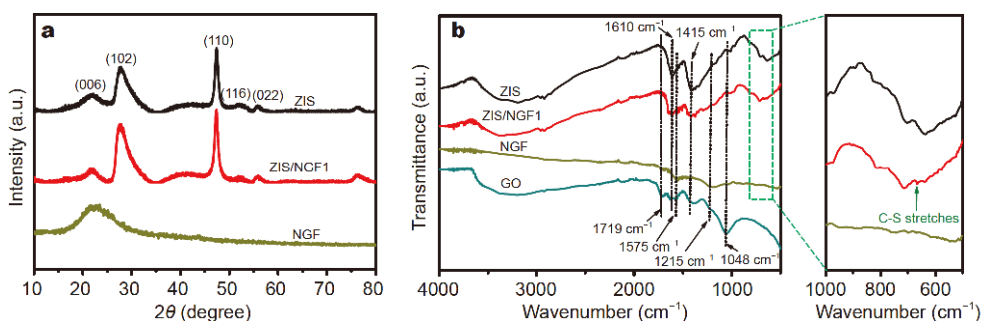 a
(110)
(102)
(006)
(116)
(022)
ZIS
ZIS/NGF1
NGF
Intensity (a.u.)
10 20 30 40 50 60 70 80
2θ (degree)
b
1610 cm⁻¹
1415 cm⁻¹
ZIS
ZIS/NGF1
NGF
GO
1719 cm⁻¹
1575 cm⁻¹
1215 cm⁻¹
1048 cm⁻¹
Transmittance (a.u.)
4000 3000 2000 1000
Wavenumber (cm⁻¹)
C-S stretches
1000 800 600
Wavenumber (cm⁻¹)